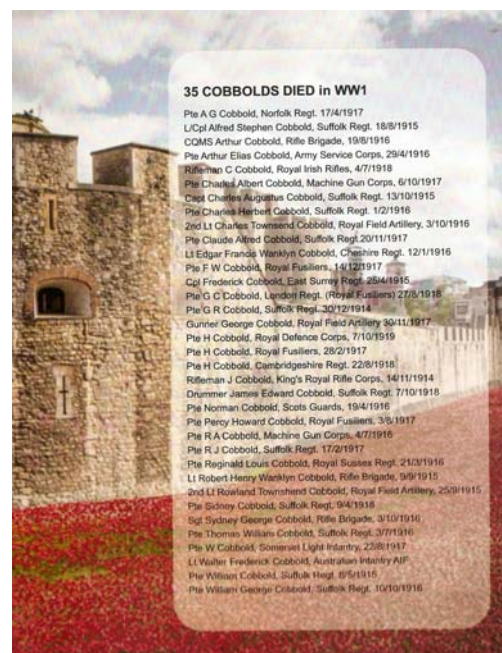 35 COBBOLDS DIED in WW1
Pte A G Cobbold, Norfolk Regt. 17/4/1917
L/Cpl Alfred Stephen Cobbold, Suffolk Regt. 18/8/1915
CQMS Arthur Cobbold, Rifle Brigade, 19/8/1916
Pte Arthur Elias Cobbold, Army Service Corps, 29/4/1916
Rifleman C Cobbold, Royal Irish Rifles, 4/7/1918
Pte Charles Albert Cobbold, Machine Gun Corps, 6/10/1917
Capt Charles Augustus Cobbold, Suffolk Regt. 13/10/1915
Pte Charles Herbert Cobbold, Suffolk Regt. 1/2/1916
2nd Lt Charles Townsend Cobbold, Royal Field Artillery, 3/10/1916
Pte Claude Alfred Cobbold, Suffolk Regt.20/11/1917
Lt Edgar Francis Wanklyn Cobbold, Cheshire Regt. 12/1/1916
Pte F W Cobbold, Royal Fusiliers, 14/12/1917
Cpl Frederick Cobbold, East Surrey Regt. 25/4/1915
Pte G C Cobbold, London Regt. (Royal Fusiliers) 27/8/1918
Pte G R Cobbold, Suffolk Regt. 30/12/1914
Gunner George Cobbold, Royal Field Artillery 30/11/1917
Pte H Cobbold, Royal Defence Corps, 7/10/1919
Pte H Cobbold, Royal Fusiliers, 28/2/1917
Pte H Cobbold, Cambridgeshire Regt. 22/8/1918
Rifleman J Cobbold, King's Royal Rifle Corps, 14/11/1914
Drummer James Edward Cobbold, Suffolk Regt. 7/10/1918
Pte Norman Cobbold, Scots Guards, 19/4/1916
Pte Percy Howard Cobbold, Royal Fusiliers, 3/8/1917
Pte R A Cobbold, Machine Gun Corps, 4/7/1916
Pte R J Cobbold, Suffolk Regt. 17/2/1917
Pte Reginald Louis Cobbold, Royal Sussex Regt. 21/3/1916
Lt Robert Henry Wanklyn Cobbold, Rifle Brigade, 9/9/1915
2nd Lt Rowland Townshend Cobbold, Royal Field Artillery, 25/9/1915
Pte Sidney Cobbold, Suffolk Regt, 9/4/1918
Sgt Sydney George Cobbold, Rifle Brigade, 3/10/1916
Pte Thomas William Cobbold, Suffolk Regt. 3/7/1916
Pte W Cobbold, Somerset Light Infantry, 22/8/1917
Lt Walter Frederick Cobbold, Australian Infantry AIF
Pte William Cobbold, Suffolk Regt. 8/5/1915
Pte William George Cobbold, Suffolk Regt. 10/10/1916